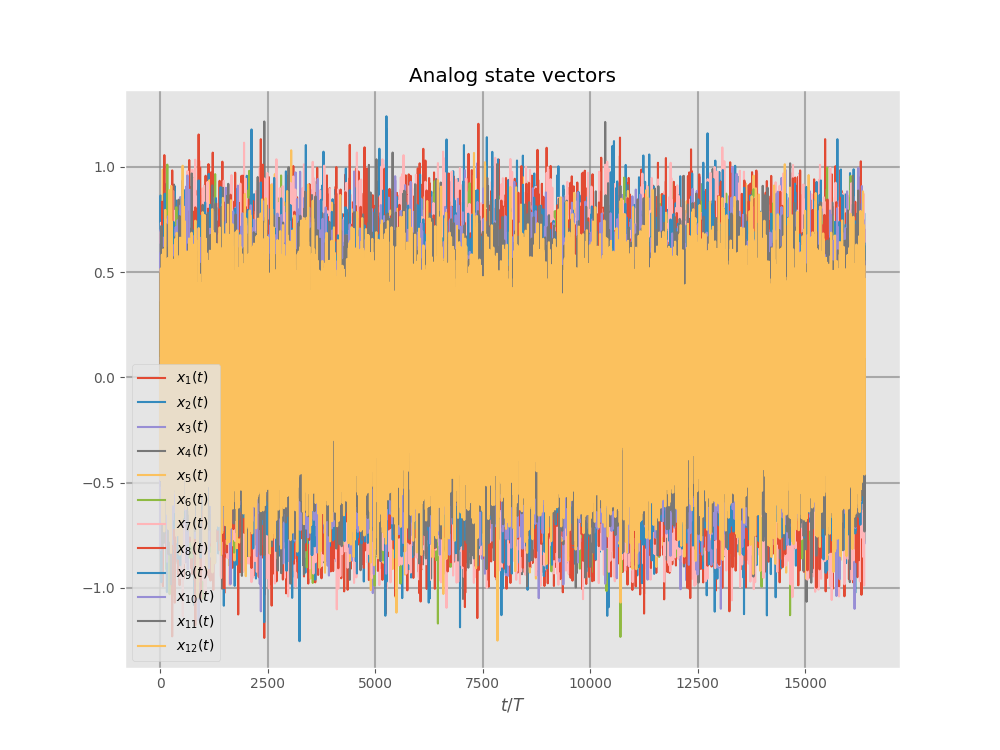 Analog state vectors
1.0
0.5
0.0
−0.5
−1.0
x₁(t)
x₂(t)
x₃(t)
x₄(t)
x₅(t)
x₆(t)
x₇(t)
x₈(t)
x₉(t)
x₁₀(t)
x₁₁(t)
x₁₂(t)
0 2500 5000 7500 10000 12500 15000
t/T